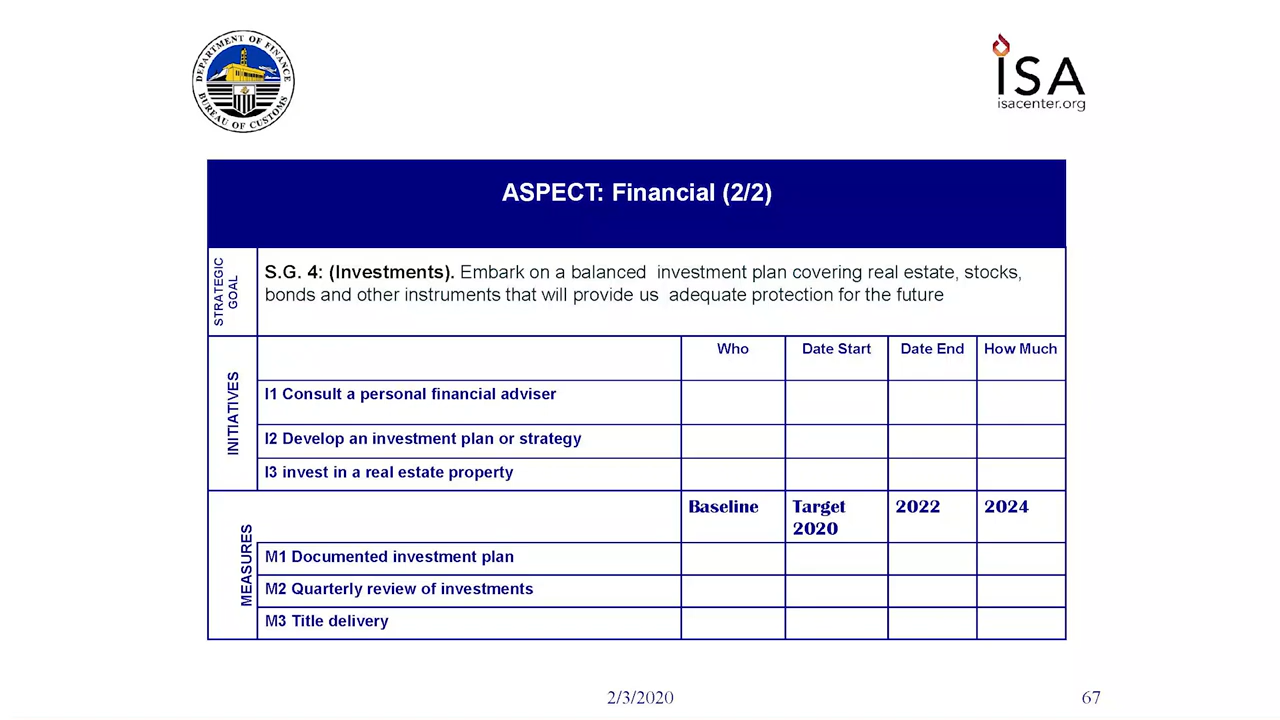 DEPARTMENT OF FINANCE
BUREAU OF CUSTOMS
iSA
isacenter.org
ASPECT: Financial (2/2)
STRATEGIC
GOAL
S.G. 4: (Investments). Embark on a balanced  investment plan covering real estate, stocks,
bonds and other instruments that will provide us  adequate protection for the future
INITIATIVES
Who Date Start Date End How Much
I1 Consult a personal financial adviser
I2 Develop an investment plan or strategy
I3 invest in a real estate property
MEASURES
Baseline Target 2022 2024
2020
M1 Documented investment plan
M2 Quarterly review of investments
M3 Title delivery
2/3/2020 67